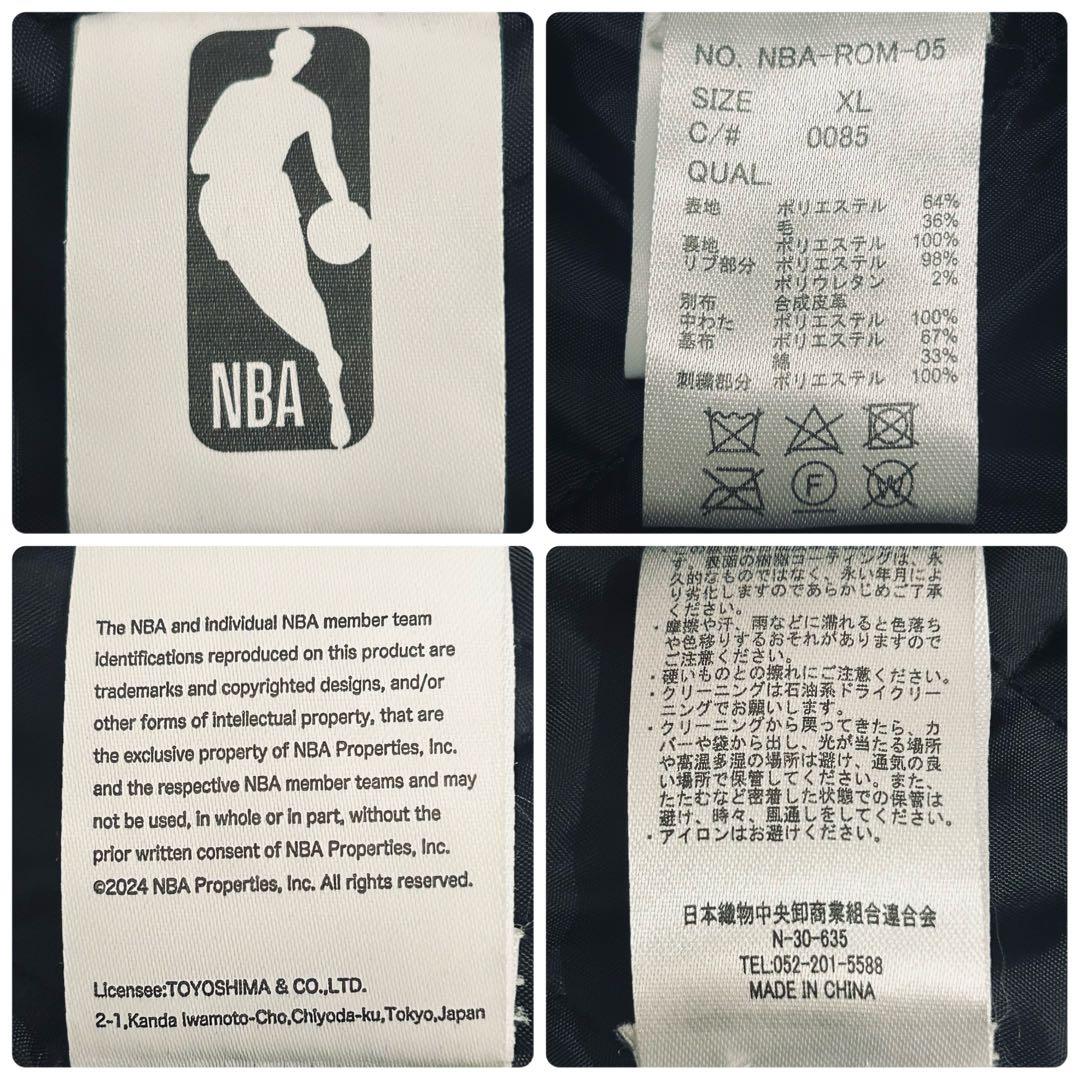 NBA
NO. NBA-ROM-05
SIZE XL
C/# 0085
QUAL.
表地 ポリエステル 64%
毛 36%
裏地 ポリエステル 100%
リブ部分 ポリエステル 98%
ポリウレタン 2%
別布 合成皮革
中わた ポリエステル 100%
基布 ポリエステル 67%
綿 33%
刺繍部分 ポリエステル 100%
F
W
The NBA and individual NBA member team
identifications reproduced on this product are
trademarks and copyrighted designs, and/or
other forms of intellectual property, that are
the exclusive property of NBA Properties, Inc.
and the respective NBA member teams and may
not be used, in whole or in part, without the
prior written consent of NBA Properties, Inc.
©2024 NBA Properties, Inc. All rights reserved.
Licensee:TOYOSHIMA & CO.,LTD.
2-1,Kanda Iwamoto-Cho,Chiyoda-ku,Tokyo,Japan
す。表面の樹脂コーティングは、永
久的なものではなく、永い年月によ
り劣化しますのであらかじめご了承
ください。
・摩擦や汗、雨などに濡れると色落ち
や色移りするおそれがありますので
ご注意ください。
・硬いものとの擦れにご注意ください。
・クリーニングは石油系ドライクリー
ニングでお願いします。
・クリーニングから戻ってきたら、カ
バーや袋から出し、光が当たる場所
や高温多湿の場所は避け、通気の良
い場所で保管してください。また、
たたむなど密着した状態での保管は
避け、時々、風通しをしてください。
・アイロンはお避けください。
日本織物中央卸商業組合連合会
N-30-635
TEL:052-201-5588
MADE IN CHINA